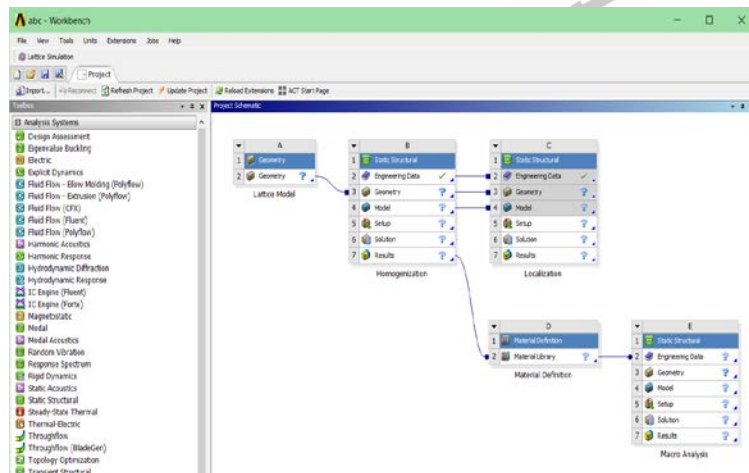 abc - Workbench
File View Tools Units Extensions Jobs Help
Lattice Simulation
Project
Import... Reconnect Refresh Project Update Project Reload Extensions ACT Start Page
Toolbox
Project Schematic
Analysis Systems
Design Assessment
Eigenvalue Buckling
Electric
Explicit Dynamics
Fluid Flow - Blow Molding (Polyflow)
Fluid Flow - Extrusion (Polyflow)
Fluid Flow (CFX)
Fluid Flow (Fluent)
Fluid Flow (Polyflow)
Harmonic Acoustics
Harmonic Response
Hydrodynamic Diffraction
Hydrodynamic Response
IC Engine (Fluent)
IC Engine (Forte)
Magnetostatic
Modal
Modal Acoustics
Random Vibration
Response Spectrum
Rigid Dynamics
Static Acoustics
Static Structural
Steady-State Thermal
Thermal-Electric
Throughflow
Throughflow (BladeGen)
Topology Optimization
Transient Structural
A
1 Geometry
2 Geometry ?
Lattice Model
B
1 Static Structural
2 Engineering Data ✓
3 Geometry ?
4 Model ?
5 Setup ?
6 Solution ?
7 Results ?
Homogenization
C
1 Static Structural
2 Engineering Data ✓
3 Geometry ?
4 Model ?
5 Setup ?
6 Solution ?
7 Results ?
Localization
D
1 Material Definition
2 Material Library ?
Material Definition
E
1 Static Structural
2 Engineering Data ?
3 Geometry ?
4 Model ?
5 Setup ?
6 Solution ?
7 Results ?
Macro Analysis